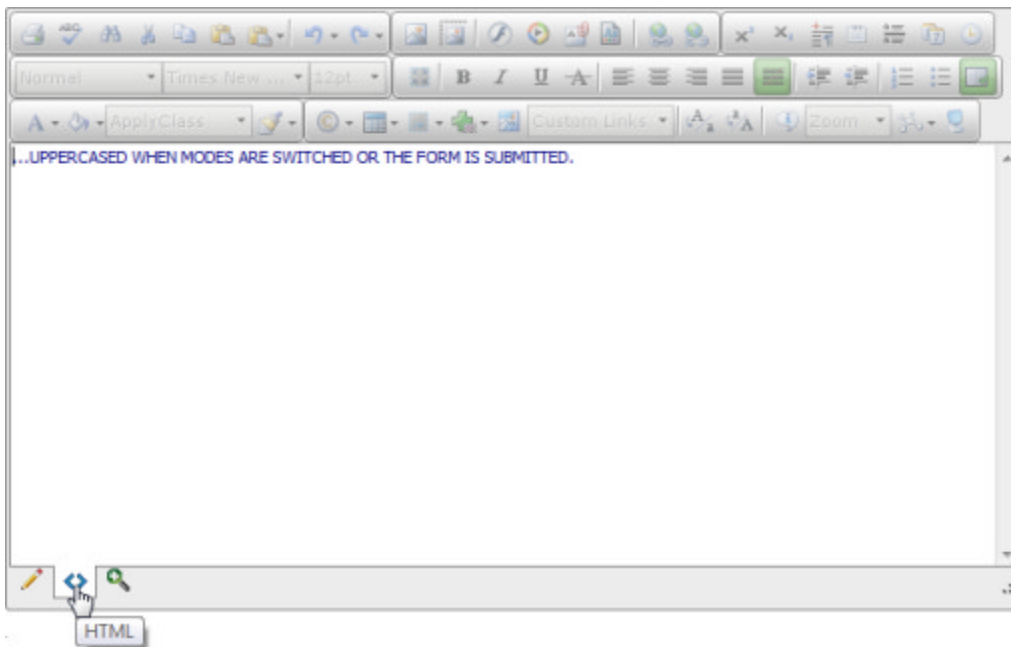 ABC
Normal Times New ... 12pt
B I U A
A ApplyClass Custom Links Zoom
...UPPERCASED WHEN MODES ARE SWITCHED OR THE FORM IS SUBMITTED.
HTML